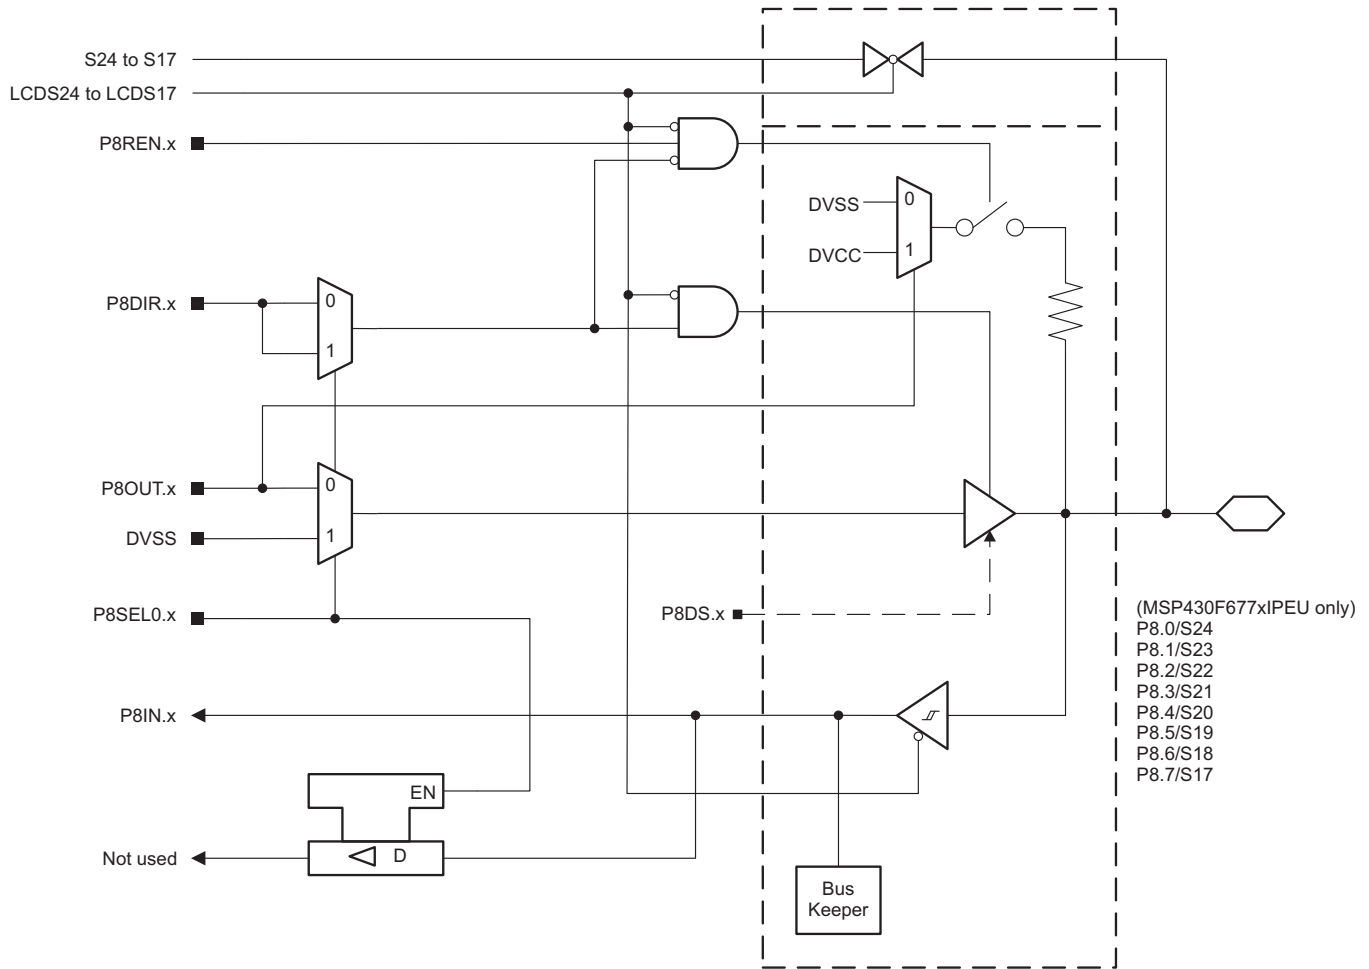 S24 to S17
LCDS24 to LCDS17
P8REN.x
DVSS
0
DVCC
1
P8DIR.x
0
1
P8OUT.x
0
DVSS
1
P8SEL0.x
P8DS.x
(MSP430F677xIPEU only)
P8.0/S24
P8.1/S23
P8.2/S22
P8.3/S21
P8.4/S20
P8.5/S19
P8.6/S18
P8.7/S17
P8IN.x
EN
Not used
D
Bus
Keeper